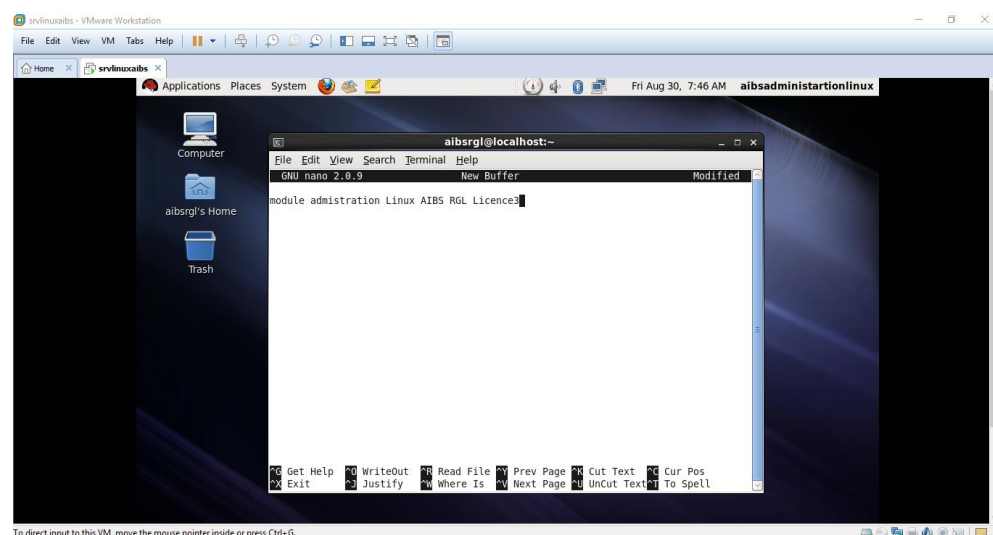 srvlinuxaibs - VMware Workstation
File Edit View VM Tabs Help
Home srvlinuxaibs
Applications Places System Fri Aug 30, 7:46 AM aibsadministartionlinux
Computer
aibsrgl's Home
Trash
aibsrgl@localhost:~
File Edit View Search Terminal Help
GNU nano 2.0.9 New Buffer Modified
module admistration Linux AIBS RGL Licence3
^G Get Help ^O WriteOut ^R Read File ^Y Prev Page ^K Cut Text ^C Cur Pos
^X Exit ^J Justify ^W Where Is ^V Next Page ^U UnCut Text ^T To Spell
To direct input to this VM, move the mouse pointer inside or press Ctrl+G.